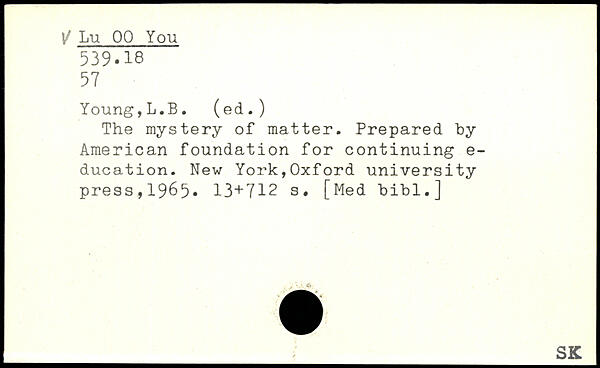 V Lu OO You
539.18
57
Young,L.B. (ed.)
The mystery of matter. Prepared by
American foundation for continuing e-
ducation. New York,Oxford university
press,1965. 13+712 s. [Med bibl.]
SK